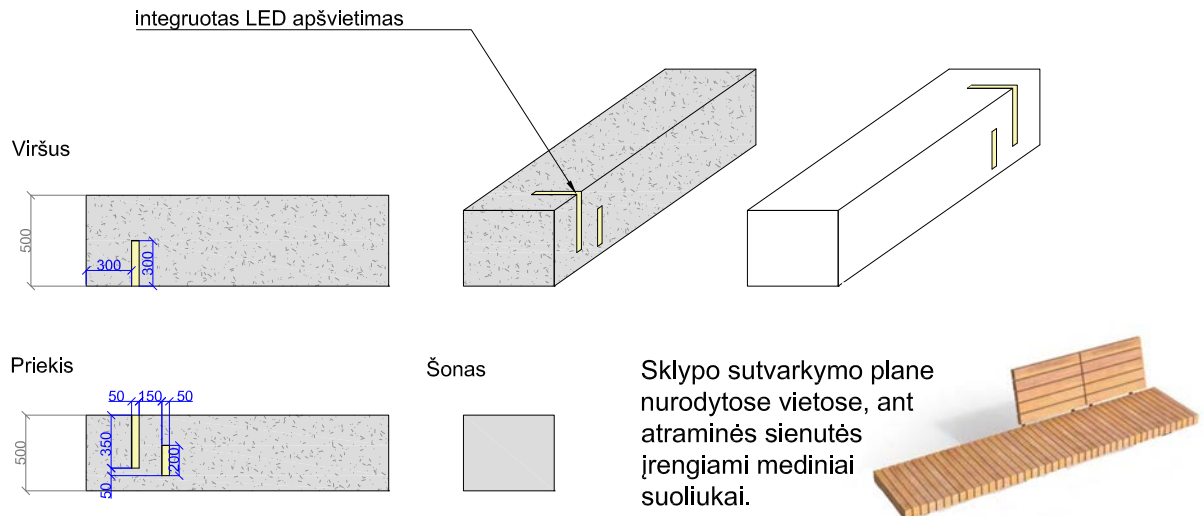 integruotas LED apšvietimas
Viršus
500
300
300
Priekis
50 150 50
500
350
200
50
Šonas
Sklypo sutvarkymo plane
nurodytose vietose, ant
atraminės sienutės
įrengiami mediniai
suoliukai.